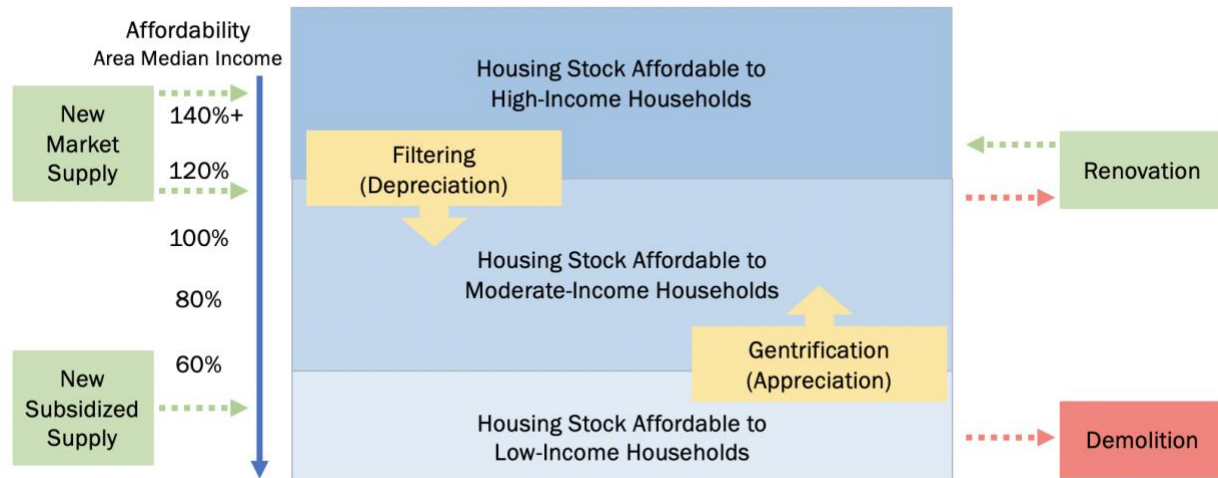 Affordability
Area Median Income
New
Market
Supply
140%+
120%
100%
80%
60%
New
Subsidized
Supply
Housing Stock Affordable to
High-Income Households
Filtering
(Depreciation)
Housing Stock Affordable to
Moderate-Income Households
Gentrification
(Appreciation)
Housing Stock Affordable to
Low-Income Households
Renovation
Demolition